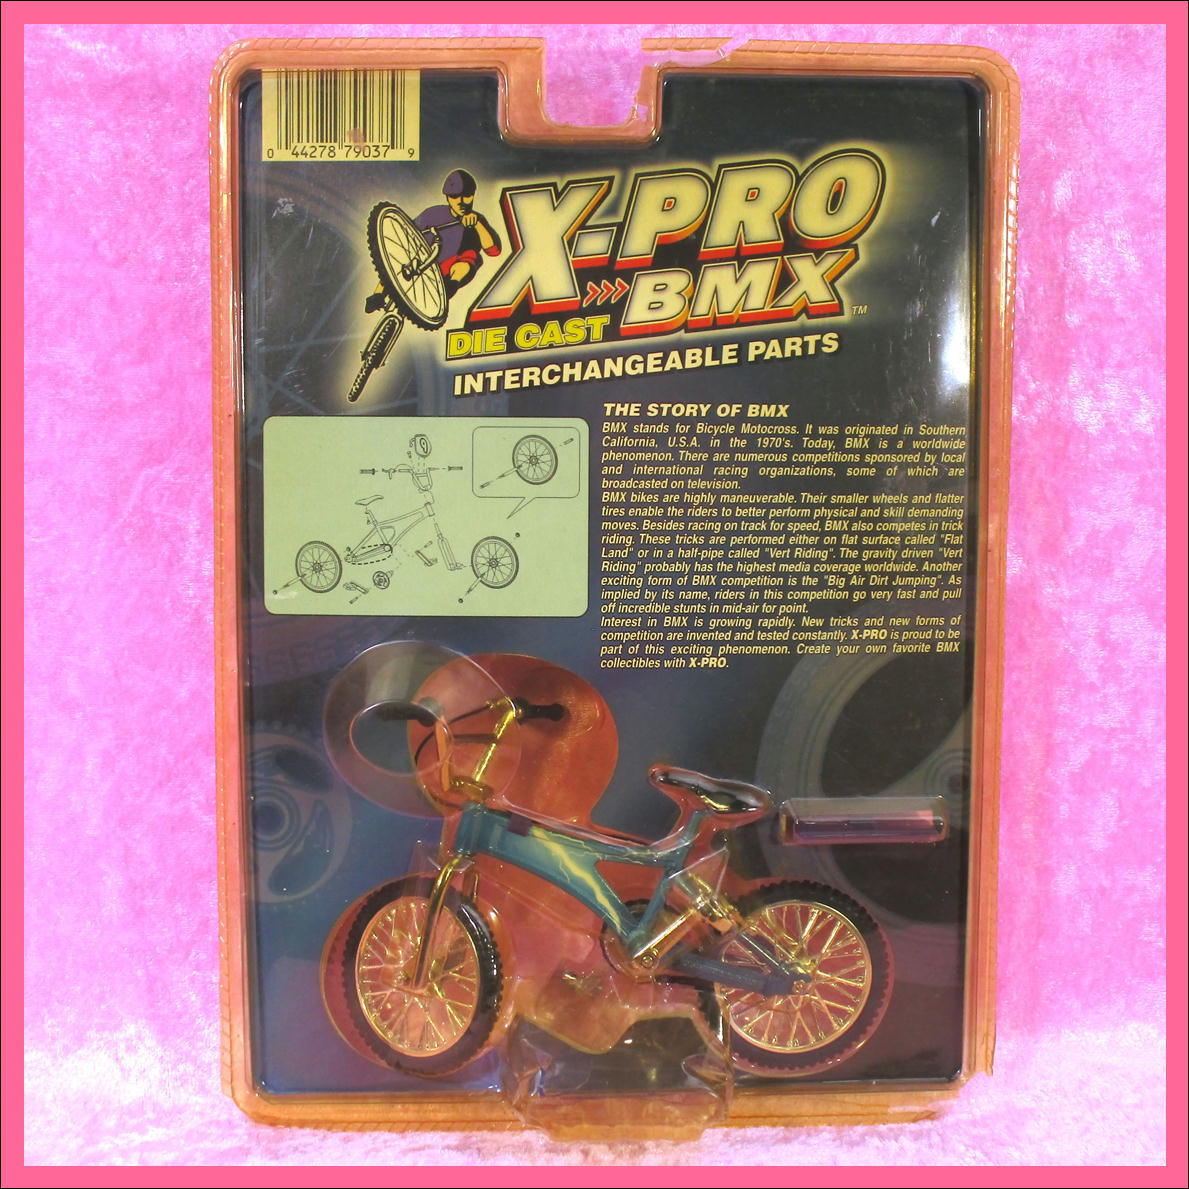 0 44278 79037 9
X-PRO
>>> BMX ™
DIE CAST
INTERCHANGEABLE PARTS
THE STORY OF BMX
BMX stands for Bicycle Motocross. It was originated in Southern
California, U.S.A. in the 1970's. Today, BMX is a worldwide
phenomenon. There are numerous competitions sponsored by local
and international racing organizations, some of which are
broadcasted on television.
BMX bikes are highly maneuverable. Their smaller wheels and flatter
tires enable the riders to better perform physical and skill demanding
moves. Besides racing on track for speed, BMX also competes in trick
riding. These tricks are performed either on flat surface called "Flat
Land" or in a half-pipe called "Vert Riding". The gravity driven "Vert
Riding" probably has the highest media coverage worldwide. Another
exciting form of BMX competition is the "Big Air Dirt Jumping". As
implied by its name, riders in this competition go very fast and pull
off incredible stunts in mid-air for point.
Interest in BMX is growing rapidly. New tricks and new forms of
competition are invented and tested constantly. X-PRO is proud to be
part of this exciting phenomenon. Create your own favorite BMX
collectibles with X-PRO.